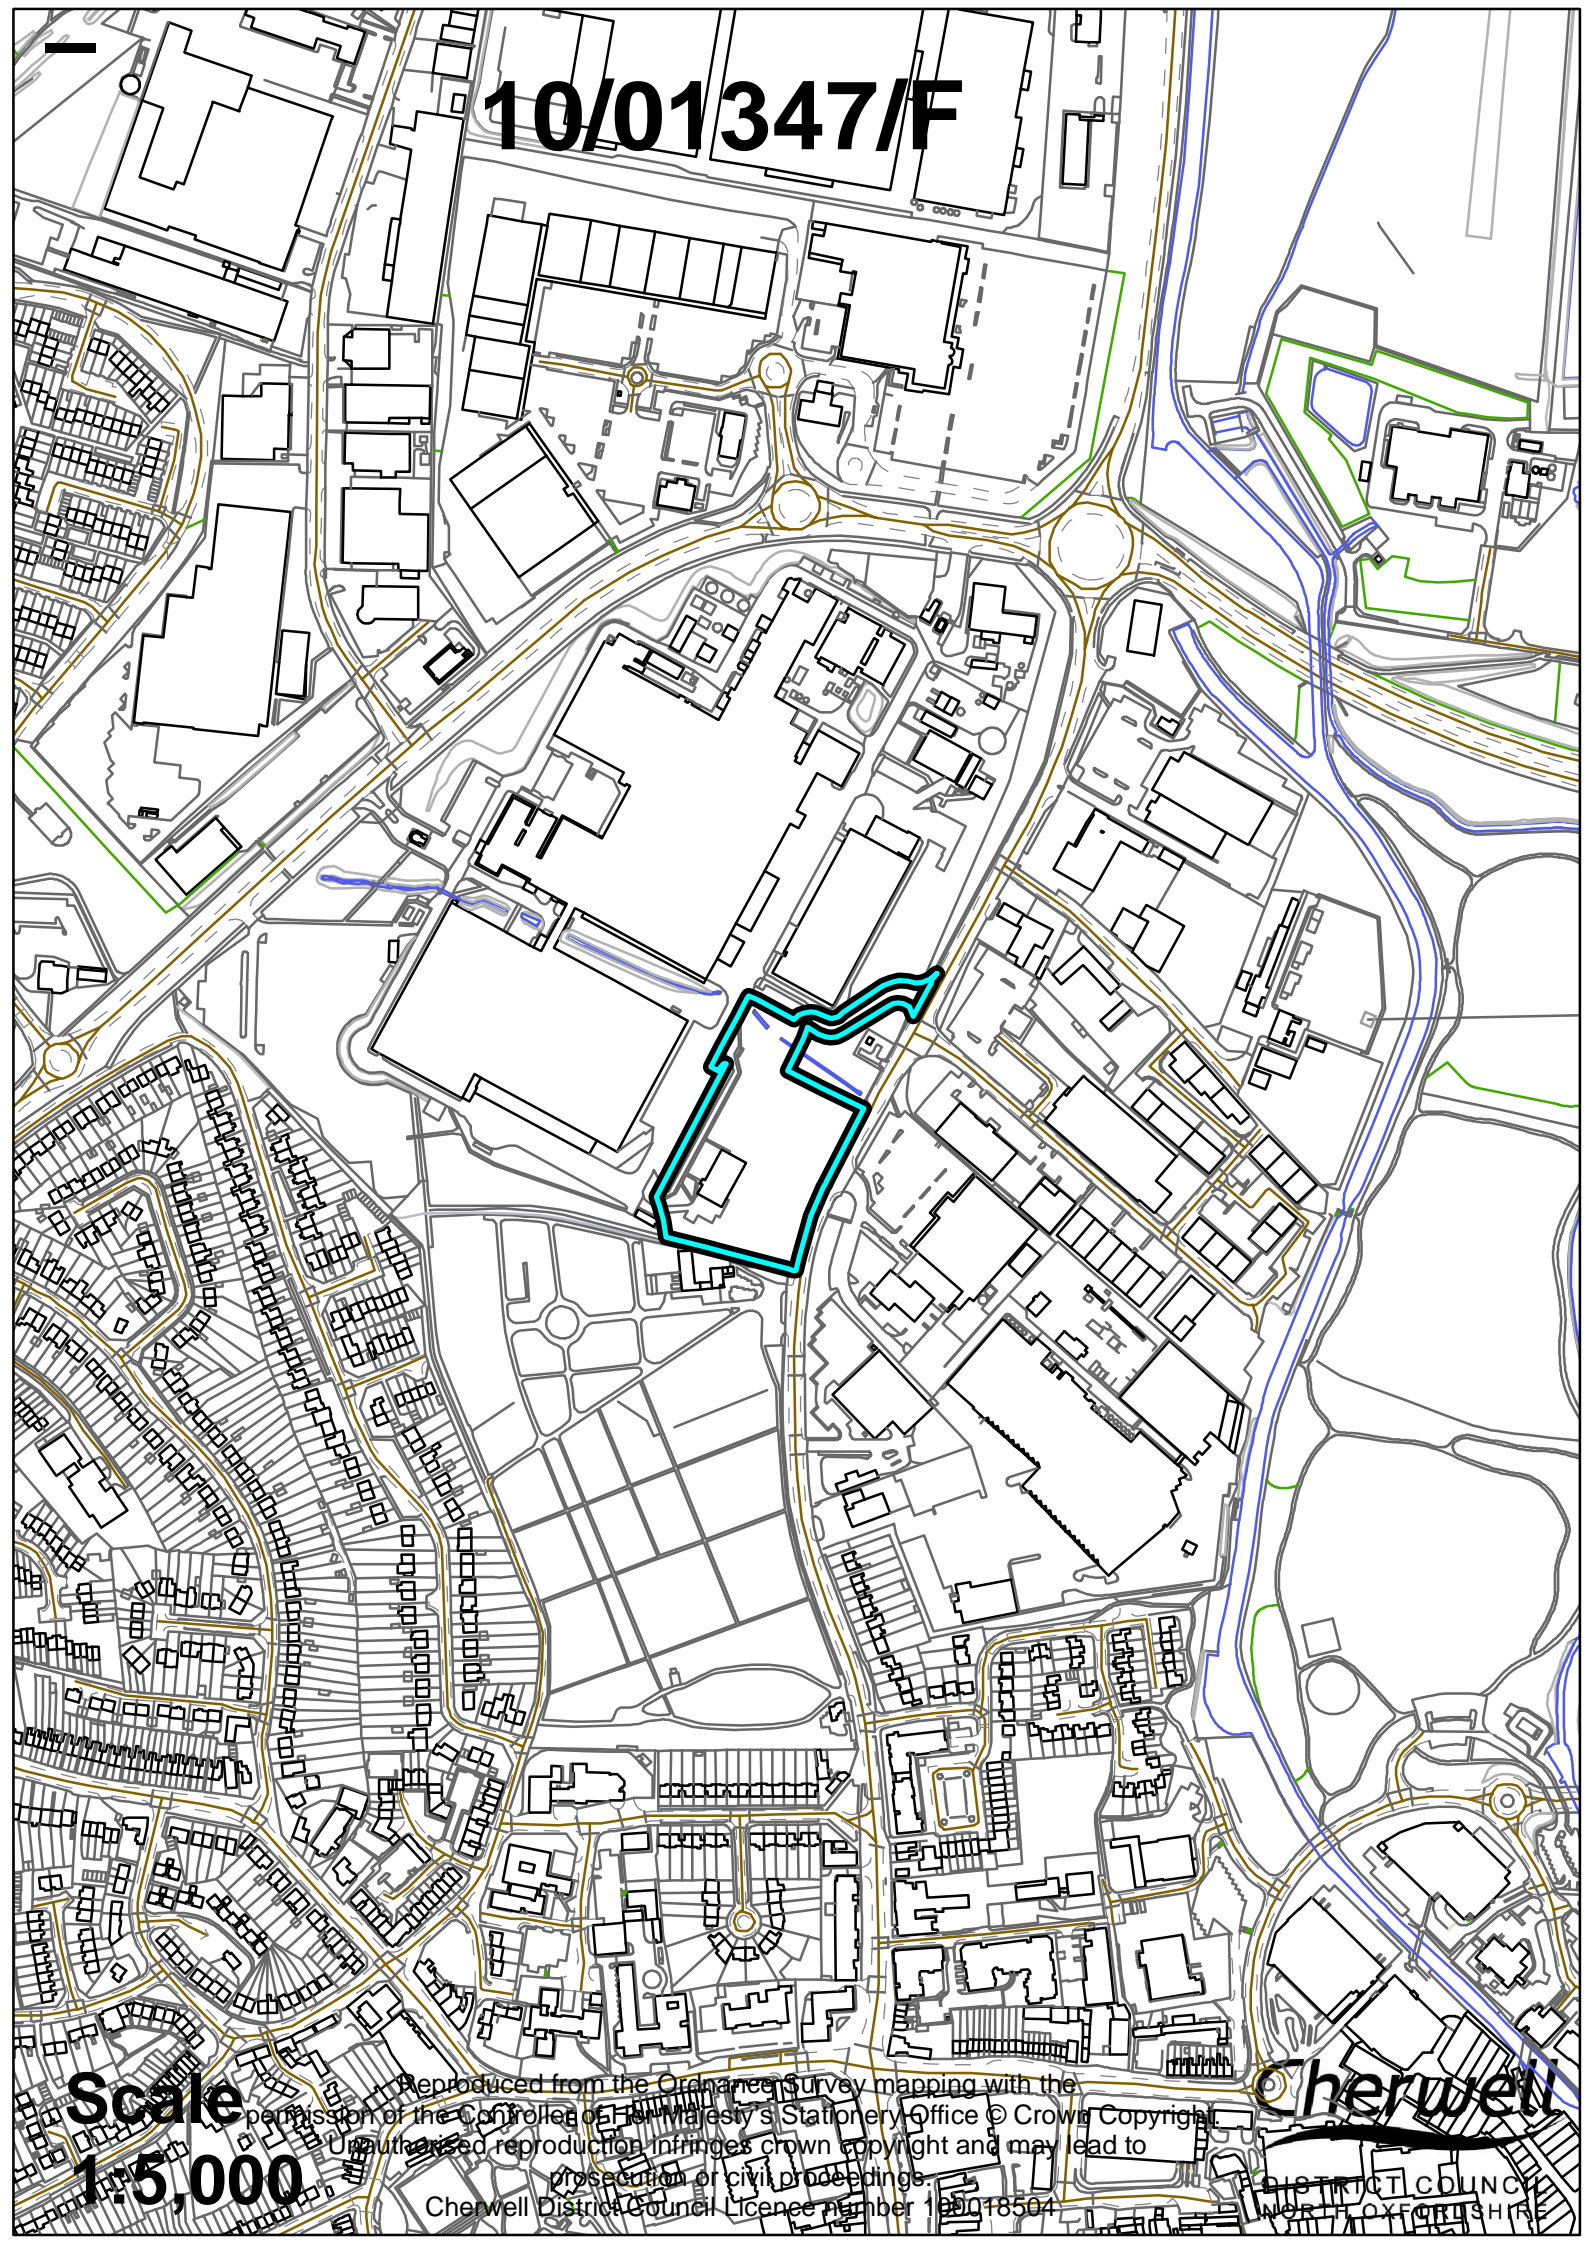 10/01347/F
Scale
1:5,000
Reproduced from the Ordnance Survey mapping with the
permission of the Controller of Her Majesty's Stationery Office © Crown Copyright.
Unauthorised reproduction infringes crown copyright and may lead to
prosecution or civil proceedings.
Cherwell District Council Licence number 100018504
Cherwell
DISTRICT COUNCIL
NORTH OXFORDSHIRE